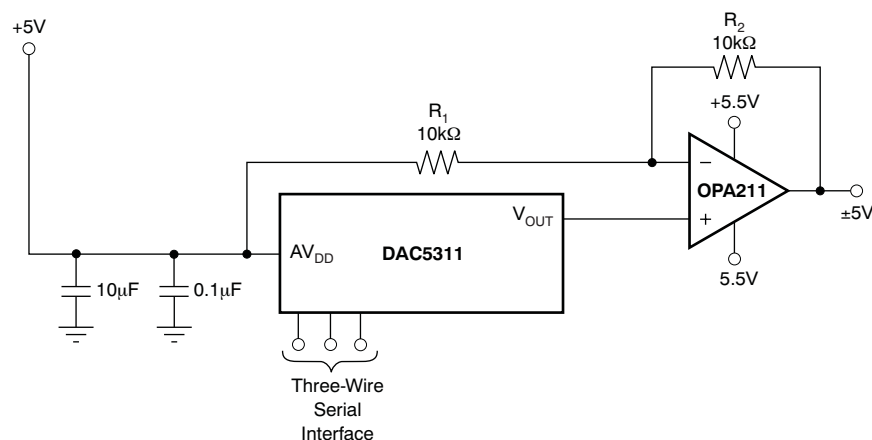 +5V
R2
10kΩ
+5.5V
R1
10kΩ
−
OPA211
+
±5V
5.5V
VOUT
AVDD
DAC5311
10μF
0.1μF
Three-Wire
Serial
Interface